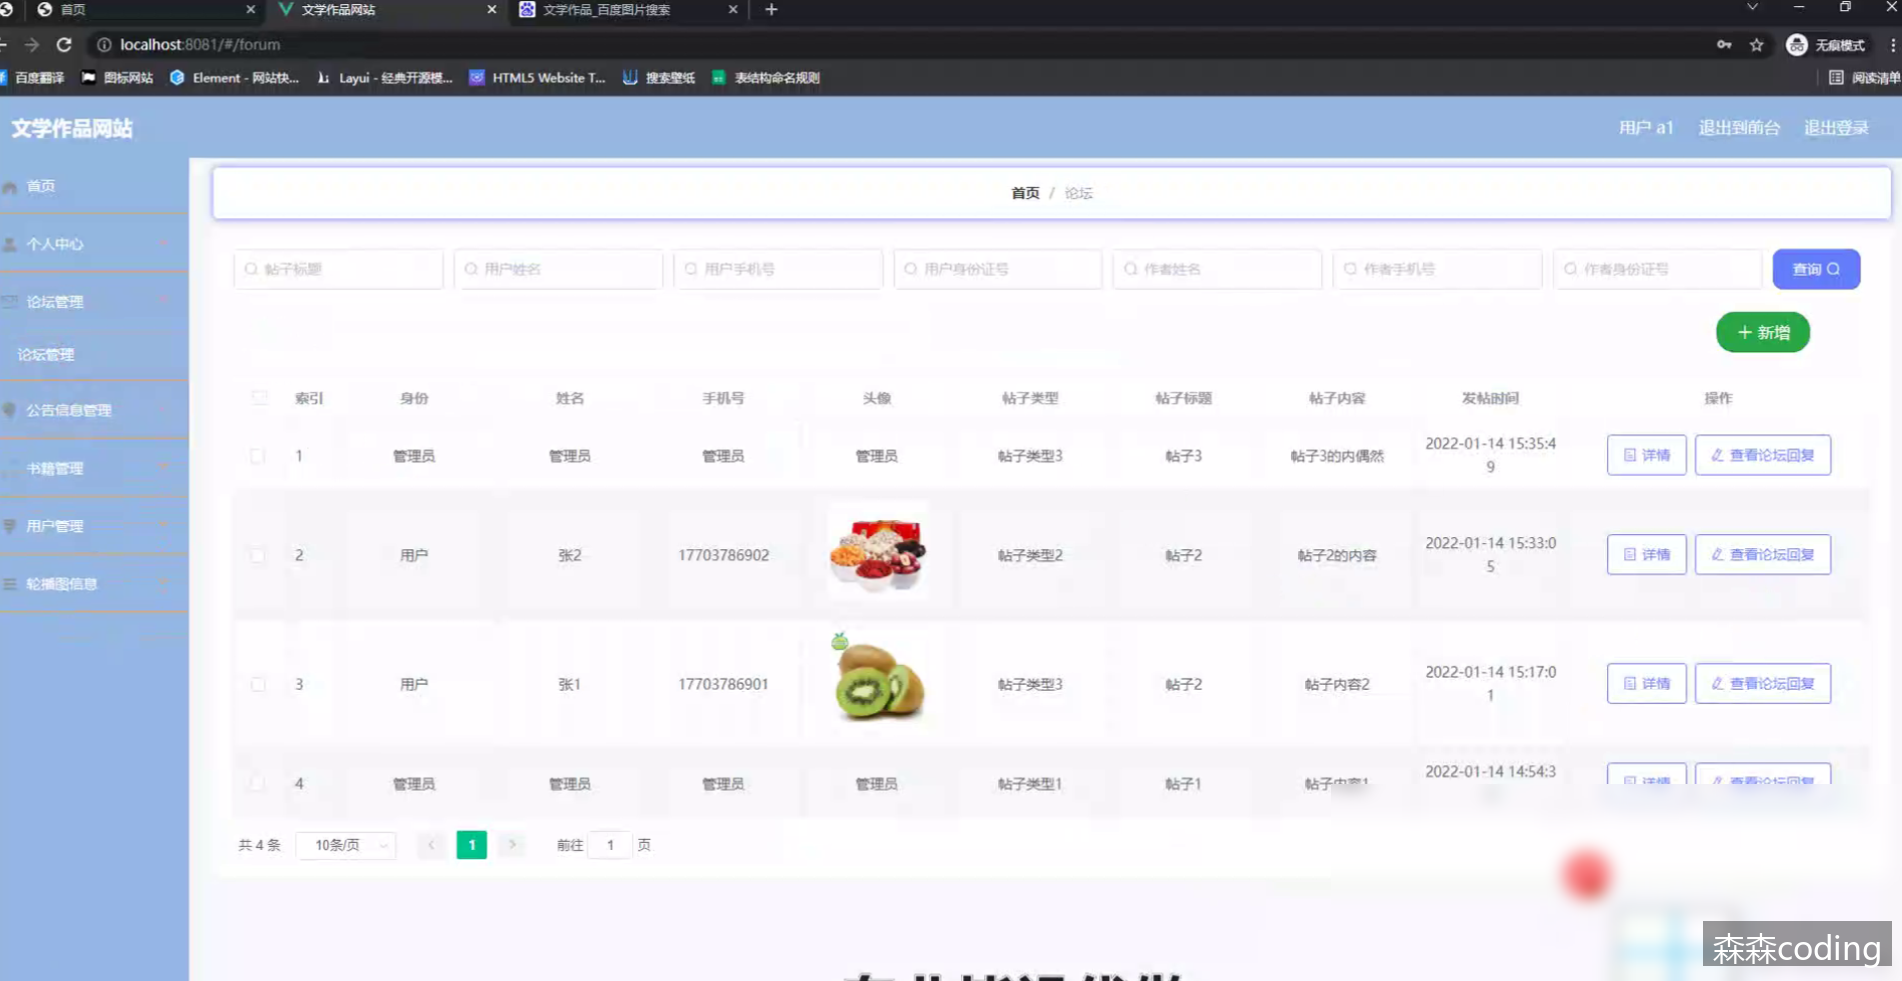 首页
文学作品网站
文学作品_百度图片搜索
localhost:8081/#/forum
无痕模式
百度翻译
图标网站
Element - 网站快...
Layui - 经典开源模...
HTML5 Website T...
搜索壁纸
表结构命名规则
阅读清单
文学作品网站
用户 a1
退出到前台
退出登录
首页
个人中心
论坛管理
论坛管理
公告信息管理
书籍管理
用户管理
轮播图信息
首页 / 论坛
帖子标题
用户姓名
用户手机号
用户身份证号
作者姓名
作者手机号
作者身份证号
查询
+ 新增
索引 身份 姓名 手机号 头像 帖子类型 帖子标题 帖子内容 发帖时间 操作
1 管理员 管理员 管理员 管理员 帖子类型3 帖子3 帖子3的内偶然 2022-01-14 15:35:4
9
详情 查看论坛回复
2 用户 张2 17703786902 帖子类型2 帖子2 帖子2的内容 2022-01-14 15:33:0
5
详情 查看论坛回复
3 用户 张1 17703786901 帖子类型3 帖子2 帖子内容2 2022-01-14 15:17:0
1
详情 查看论坛回复
4 管理员 管理员 管理员 管理员 帖子类型1 帖子1 帖子内容1 2022-01-14 14:54:3
详情 查看论坛回复
共 4 条 10条/页 1 前往 1 页
森森coding